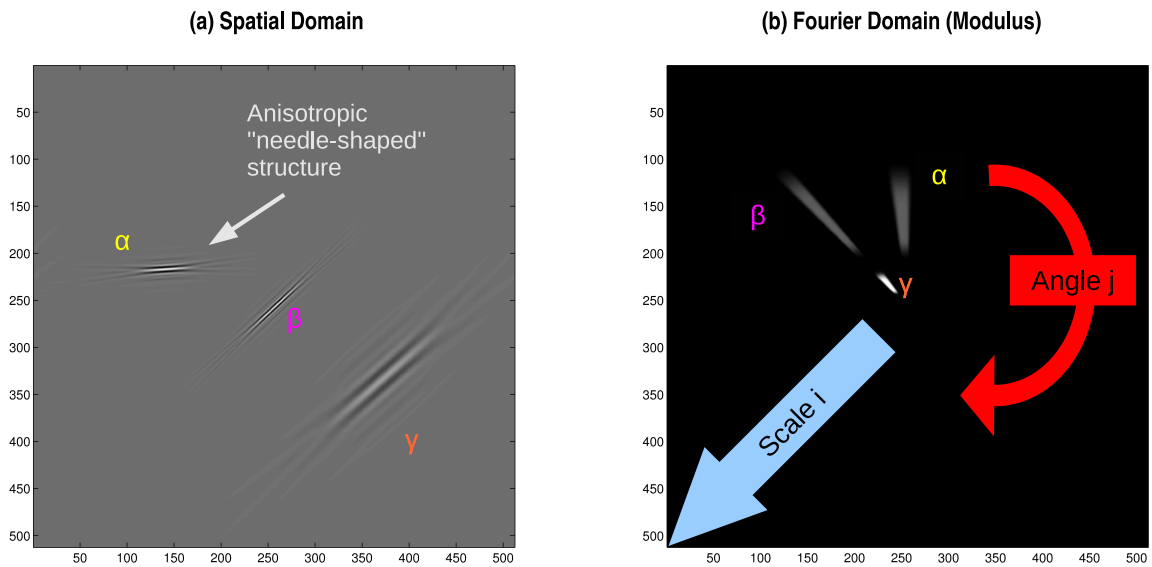 (a) Spatial Domain
Anisotropic
"needle-shaped"
structure
α
β
γ
50
100
150
200
250
300
350
400
450
500
50 100 150 200 250 300 350 400 450 500
(b) Fourier Domain (Modulus)
α
β
γ
Angle j
Scale i
50
100
150
200
250
300
350
400
450
500
50 100 150 200 250 300 350 400 450 500